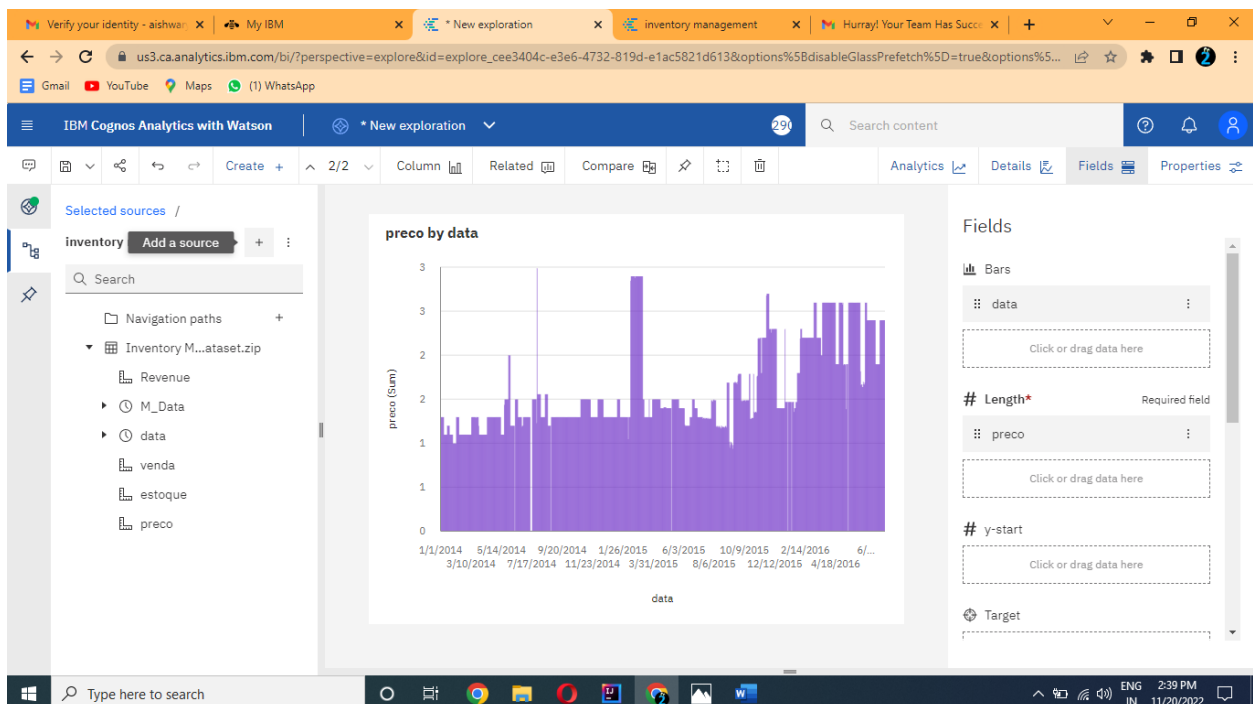 Verify your identity - aishwar
My IBM
* New exploration
inventory management
Hurray! Your Team Has Succe
us3.ca.analytics.ibm.com/bi/?perspective=explore&id=explore_cee3404c-e3e6-4732-819d-e1ac5821d613&options%5BdisableGlassPrefetch%5D=true&options%5...
Gmail YouTube Maps (1) WhatsApp
IBM Cognos Analytics with Watson
* New exploration
290
Search content
Create + 2/2 Column Related Compare Analytics Details Fields Properties
Selected sources /
inventory
Add a source
Search
Navigation paths
Inventory M...ataset.zip
Revenue
M_Data
data
venda
estoque
preco
preco by data
3
3
2
2
1
1
0
preco (Sum)
1/1/2014 5/14/2014 9/20/2014 1/26/2015 6/3/2015 10/9/2015 2/14/2016 6/...
3/10/2014 7/17/2014 11/23/2014 3/31/2015 8/6/2015 12/12/2015 4/18/2016
data
Fields
Bars
data
Click or drag data here
# Length* Required field
preco
Click or drag data here
# y-start
Click or drag data here
Target
Type here to search
ENG 2:39 PM
IN 11/20/2022